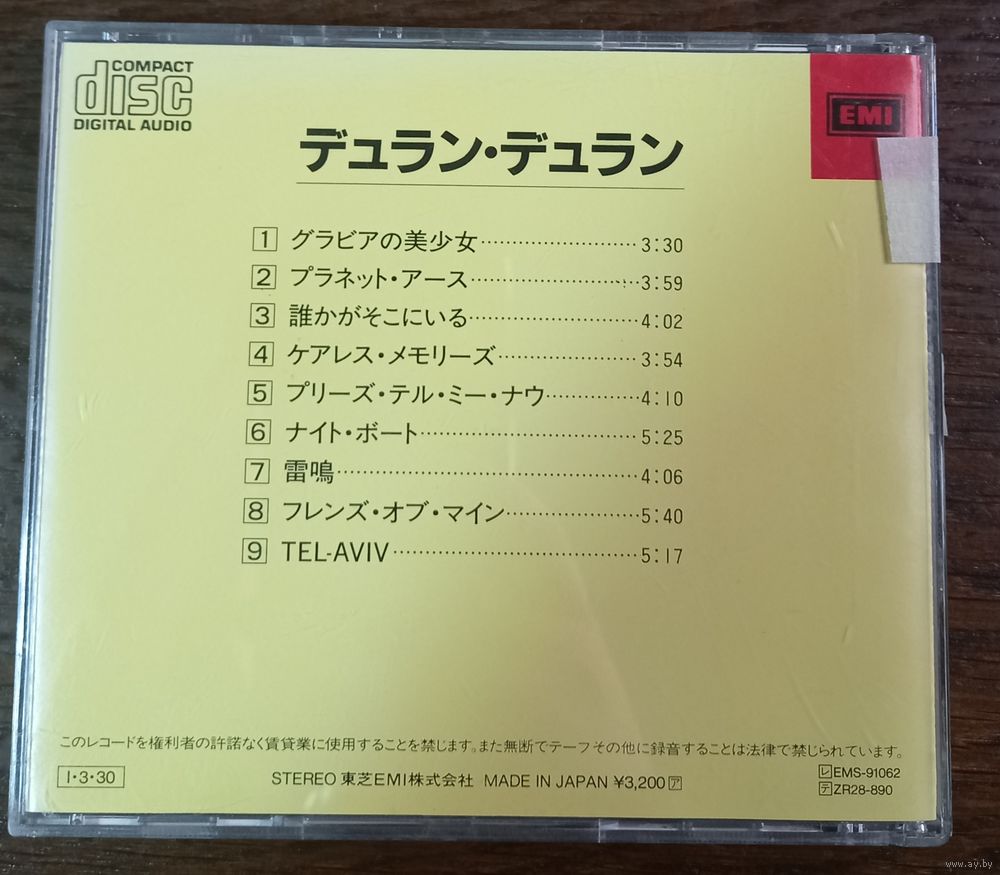 COMPACT
disc
DIGITAL AUDIO
EMI
デュラン・デュラン
1 グラビアの美少女 3:30
2 プラネット・アース 3:59
3 誰かがそこにいる 4:02
4 ケアレス・メモリーズ 3:54
5 プリーズ・テル・ミー・ナウ 4:10
6 ナイト・ボート 5:25
7 雷鳴 4:06
8 フレンズ・オブ・マイン 5:40
9 TEL-AVIV 5:17
このレコードを権利者の許諾なく賃貸業に使用することを禁じます。また無断でテープその他に録音することは法律で禁じられています。
I・3・30
STEREO 東芝EMI株式会社 MADE IN JAPAN ¥3,200 ア
レ EMS-91062
テ ZR28-890
www.ay.by